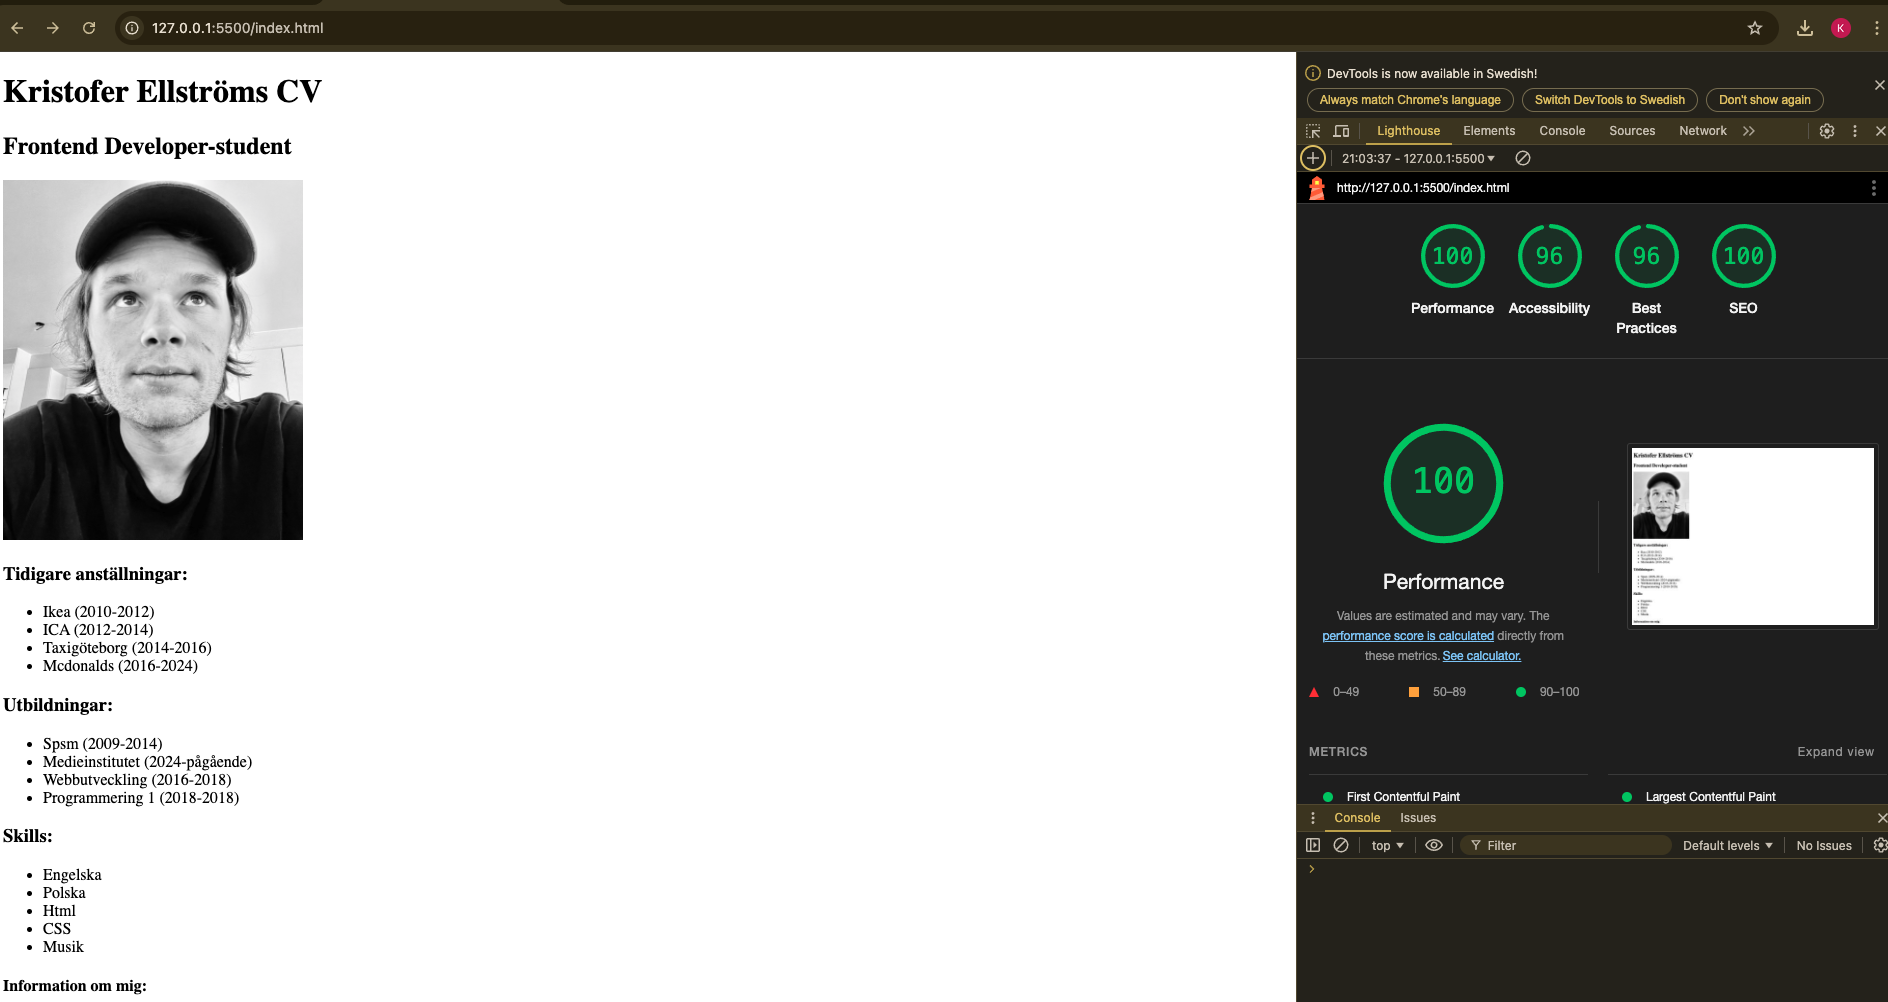 127.0.0.1:5500/index.html
K
Kristofer Ellströms CV
Frontend Developer-student
Tidigare anställningar:
Ikea (2010-2012)
ICA (2012-2014)
Taxigöteborg (2014-2016)
Mcdonalds (2016-2024)
Utbildningar:
Spsm (2009-2014)
Medieinstitutet (2024-pågående)
Webbutveckling (2016-2018)
Programmering 1 (2018-2018)
Skills:
Engelska
Polska
Html
CSS
Musik
Information om mig:
DevTools is now available in Swedish!
Always match Chrome's language Switch DevTools to Swedish Don't show again
Lighthouse Elements Console Sources Network
21:03:37 - 127.0.0.1:5500
http://127.0.0.1:5500/index.html
100 96 96 100
Performance Accessibility Best Practices SEO
100
Performance
Values are estimated and may vary. The
performance score is calculated directly from
these metrics. See calculator.
0–49 50–89 90–100
Kristofer Ellströms CV
Frontend Developer-student
METRICS Expand view
First Contentful Paint Largest Contentful Paint
Console Issues
top Filter Default levels No Issues